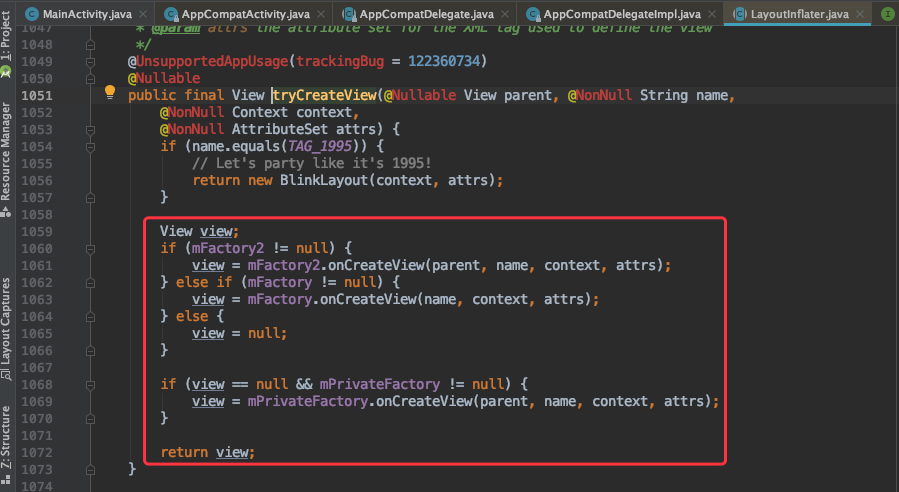 MainActivity.java
AppCompatActivity.java
AppCompatDelegate.java
AppCompatDelegateImpl.java
LayoutInflater.java
1: Project
Resource Manager
Layout Captures
Z: Structure
1047 * @param attrs the attribute set for the XML tag used to define the view
1048 */
1049 @UnsupportedAppUsage(trackingBug = 122360734)
1050 @Nullable
1051 public final View tryCreateView(@Nullable View parent, @NonNull String name,
1052 @NonNull Context context,
1053 @NonNull AttributeSet attrs) {
1054 if (name.equals(TAG_1995)) {
1055 // Let's party like it's 1995!
1056 return new BlinkLayout(context, attrs);
1057 }
1058
1059 View view;
1060 if (mFactory2 != null) {
1061 view = mFactory2.onCreateView(parent, name, context, attrs);
1062 } else if (mFactory != null) {
1063 view = mFactory.onCreateView(name, context, attrs);
1064 } else {
1065 view = null;
1066 }
1067
1068 if (view == null && mPrivateFactory != null) {
1069 view = mPrivateFactory.onCreateView(parent, name, context, attrs);
1070 }
1071
1072 return view;
1073 }
1074